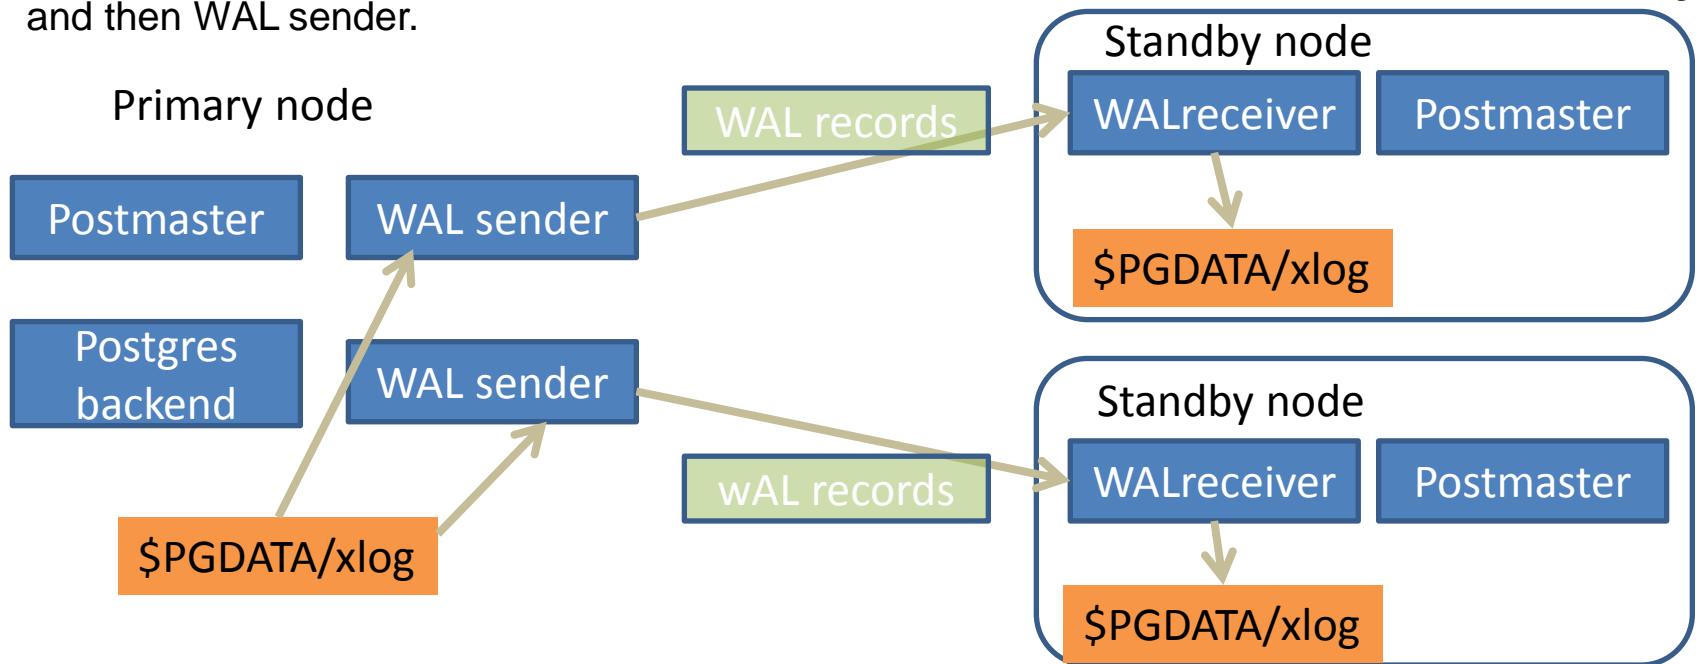 and then WAL sender.
Primary node
Postmaster
WAL sender
Postgres
backend
WAL sender
$PGDATA/xlog
WAL records
wAL records
Standby node
WALreceiver
Postmaster
$PGDATA/xlog
Standby node
WALreceiver
Postmaster
$PGDATA/xlog